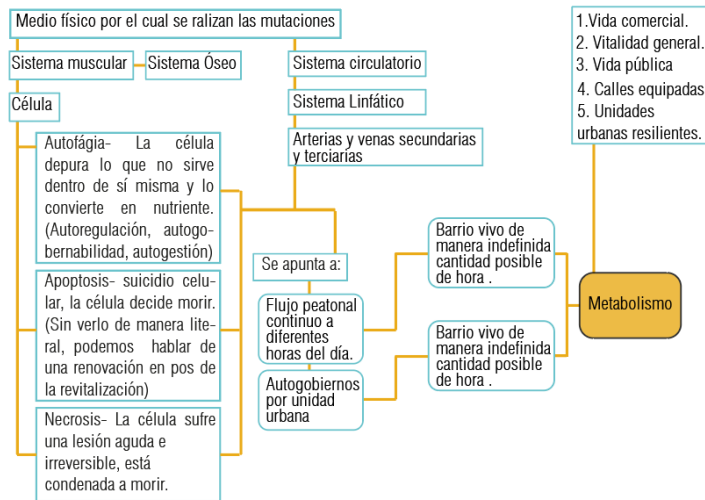 Medio físico por el cual se ralizan las mutaciones
Sistema muscular
Sistema Óseo
Célula
Autofágia- La célula
depura lo que no sirve
dentro de sí misma y lo
convierte en nutriente.
(Autoregulación, autogo-
bernabilidad, autogestión)
Apoptosis- suicidio celu-
lar, la célula decide morir.
(Sin verlo de manera lite-
ral, podemos hablar de
una renovación en pos de
la revitalización)
Necrosis- La célula sufre
una lesión aguda e
irreversible, está
condenada a morir.
Sistema circulatorio
Sistema Linfático
Arterias y venas secundarias
y terciarias
Se apunta a:
Flujo peatonal
continuo a
diferentes
horas del día.
Autogobiernos
por unidad
urbana
Barrio vivo de
manera indefinida
cantidad posible
de hora .
Barrio vivo de
manera indefinida
cantidad posible
de hora .
1.Vida comercial.
2. Vitalidad general.
3. Vida pública
4. Calles equipadas
5. Unidades
urbanas resilientes.
Metabolismo